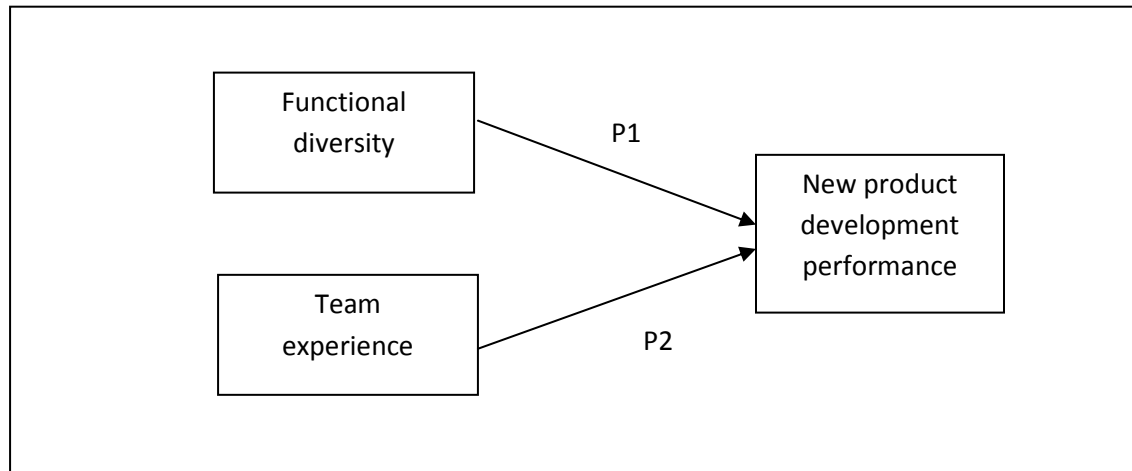 Functional
diversity
P1
New product
development
performance
Team
experience
P2